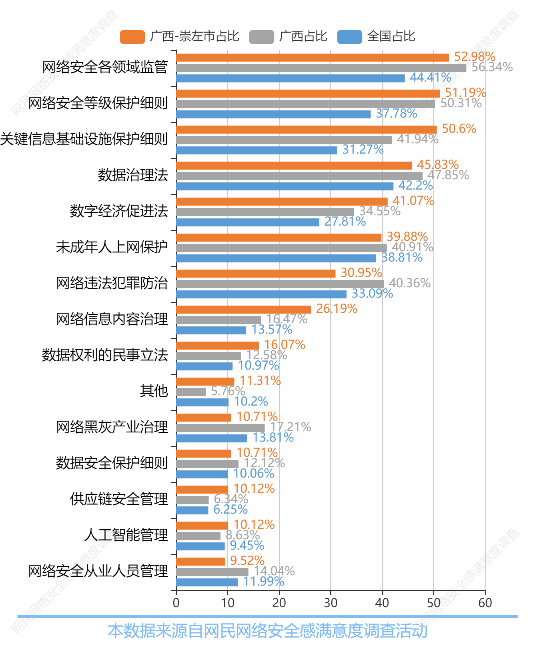 广西-崇左市占比 广西占比 全国占比
网络安全各领域监管 52.98% 56.34% 44.41%
网络安全等级保护细则 51.19% 50.31% 37.78%
关键信息基础设施保护细则 50.6% 41.94% 31.27%
数据治理法 45.83% 47.85% 42.2%
数字经济促进法 41.07% 34.55% 27.81%
未成年人上网保护 39.88% 40.91% 38.81%
网络违法犯罪防治 30.95% 40.36% 33.09%
网络信息内容治理 26.19% 16.47% 13.57%
数据权利的民事立法 16.07% 12.58% 10.97%
其他 11.31% 5.76% 10.2%
网络黑灰产业治理 10.71% 17.21% 13.81%
数据安全保护细则 10.71% 12.12% 10.06%
供应链安全管理 10.12% 6.34% 6.25%
人工智能管理 10.12% 8.63% 9.45%
网络安全从业人员管理 9.52% 14.04% 11.99%
0 10 20 30 40 50 60
本数据来源自网民网络安全感满意度调查活动